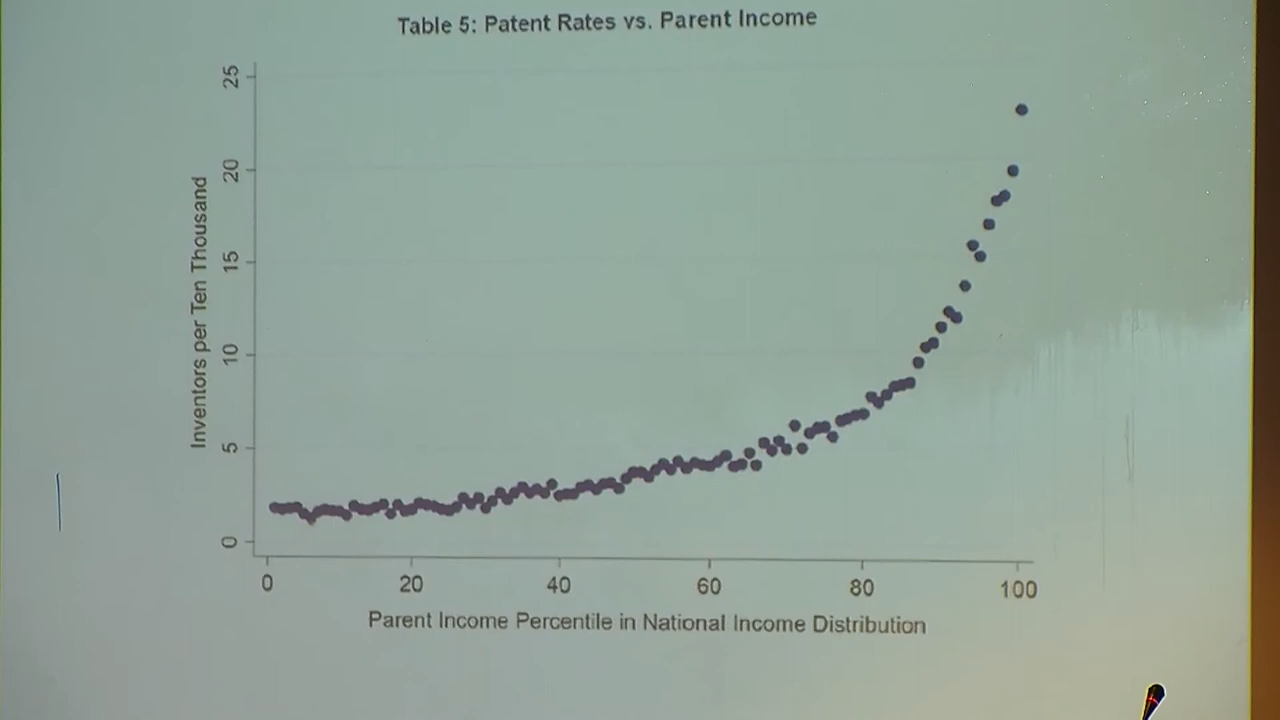 Table 5: Patent Rates vs. Parent Income
25
20
15
10
5
0
Inventors per Ten Thousand
0 20 40 60 80 100
Parent Income Percentile in National Income Distribution